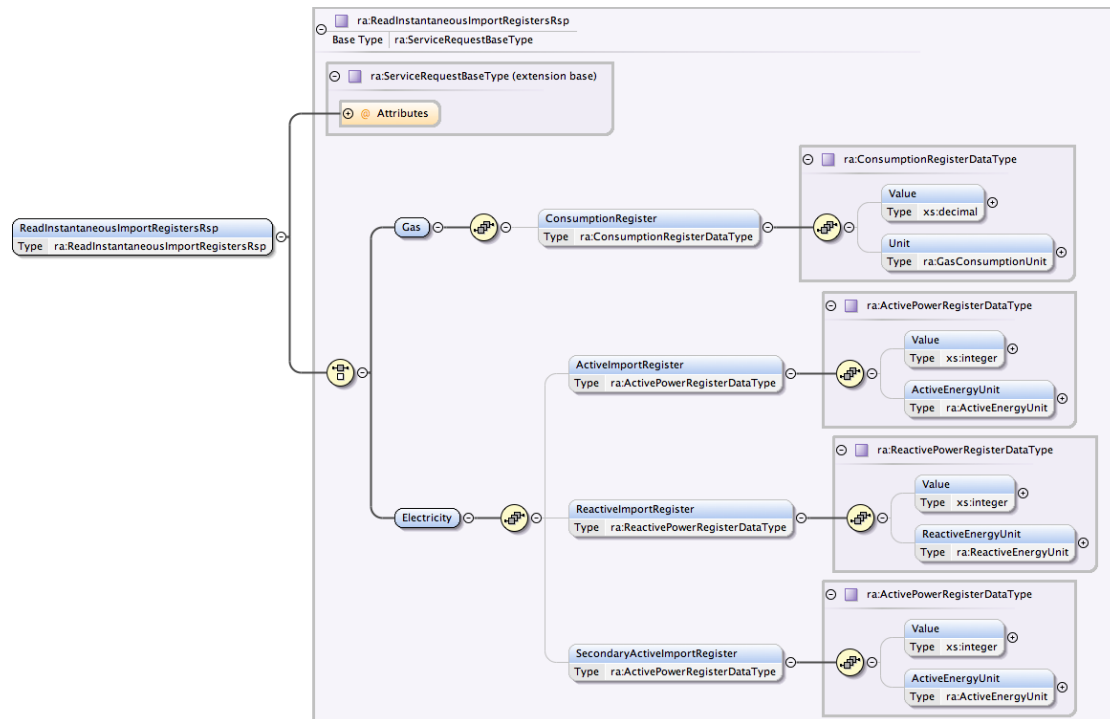 ra:ReadInstantaneousImportRegistersRsp
Base Type ra:ServiceRequestBaseType
ra:ServiceRequestBaseType (extension base)
@ Attributes
ra:ConsumptionRegisterDataType
Value
Type xs:decimal
Unit
Type ra:GasConsumptionUnit
Gas
ConsumptionRegister
Type ra:ConsumptionRegisterDataType
ReadInstantaneousImportRegistersRsp
Type ra:ReadInstantaneousImportRegistersRsp
ra:ActivePowerRegisterDataType
Value
Type xs:integer
ActiveEnergyUnit
Type ra:ActiveEnergyUnit
ActiveImportRegister
Type ra:ActivePowerRegisterDataType
ra:ReactivePowerRegisterDataType
Value
Type xs:integer
ReactiveEnergyUnit
Type ra:ReactiveEnergyUnit
Electricity
ReactiveImportRegister
Type ra:ReactivePowerRegisterDataType
ra:ActivePowerRegisterDataType
Value
Type xs:integer
ActiveEnergyUnit
Type ra:ActiveEnergyUnit
SecondaryActiveImportRegister
Type ra:ActivePowerRegisterDataType